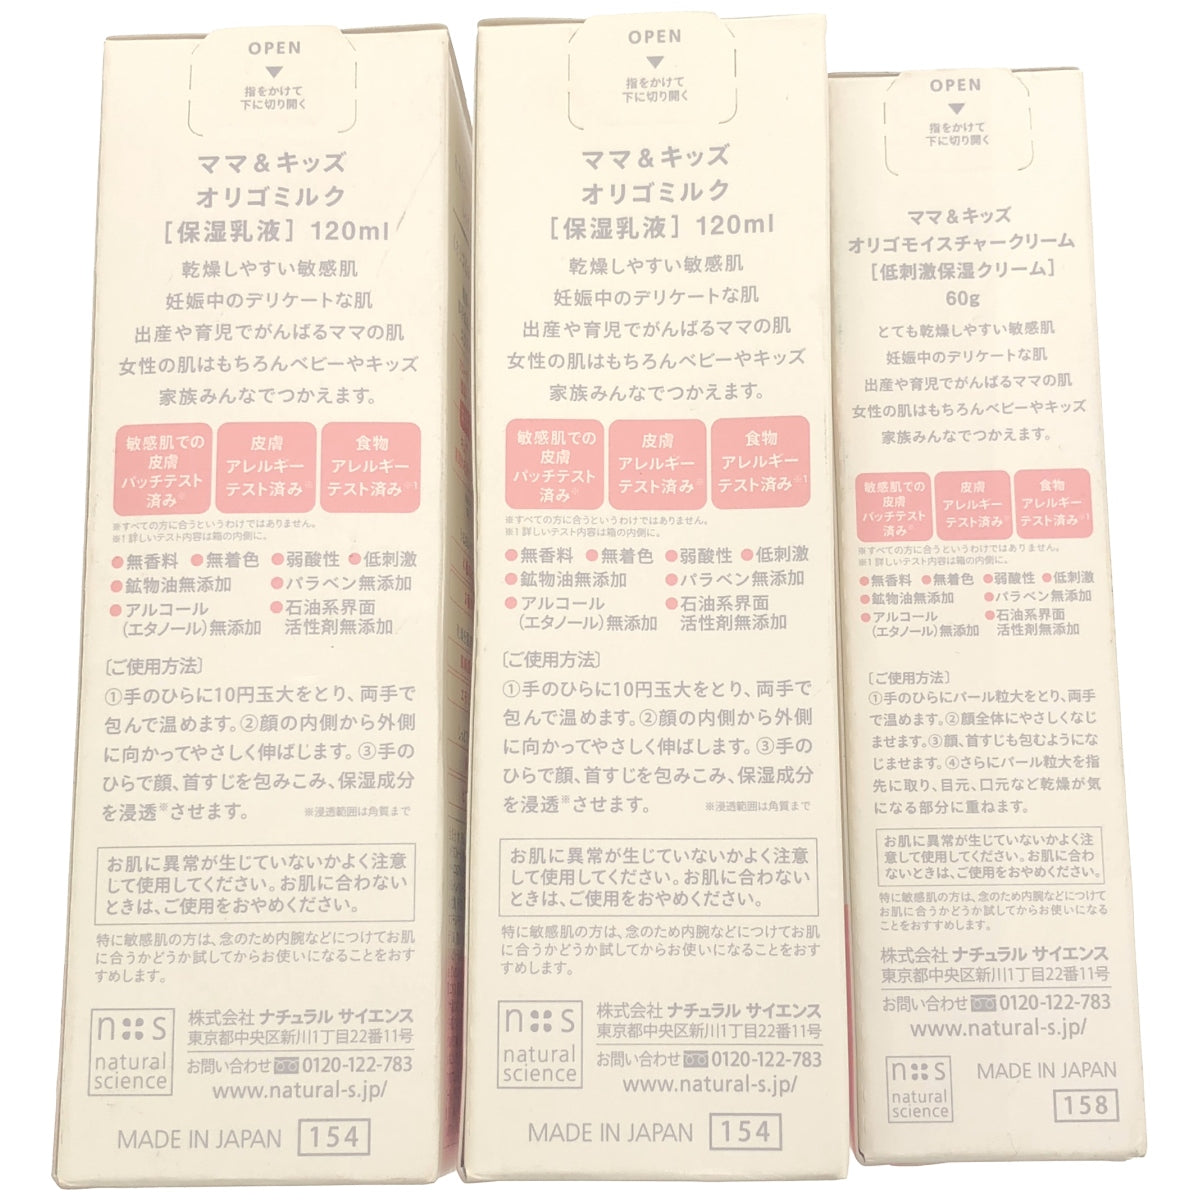 OPEN
指をかけて
下に切り開く
ママ&キッズ
オリゴミルク
[保湿乳液] 120ml
乾燥しやすい敏感肌
妊娠中のデリケートな肌
出産や育児でがんばるママの肌
女性の肌はもちろんベビーやキッズ
家族みんなでつかえます。
敏感肌での
皮膚
パッチテスト
済み※
皮膚
アレルギー
テスト済み※
食物
アレルギー
テスト済み※1
※すべての方に合うというわけではありません。
※1 詳しいテスト内容は箱の内側に。
●無香料 ●無着色 ●弱酸性 ●低刺激
●鉱物油無添加 ●パラベン無添加
●アルコール ●石油系界面
(エタノール)無添加 活性剤無添加
〔ご使用方法〕
①手のひらに10円玉大をとり、両手で
包んで温めます。②顔の内側から外側
に向かってやさしく伸ばします。③手の
ひらで顔、首すじを包みこみ、保湿成分
を浸透※させます。 ※浸透範囲は角質まで
お肌に異常が生じていないかよく注意
して使用してください。お肌に合わない
ときは、ご使用をおやめください。
特に敏感肌の方は、念のため内腕などにつけてお肌
に合うかどうか試してからお使いになることをおす
すめします。
n s
natural
science
株式会社 ナチュラル サイエンス
東京都中央区新川1丁目22番11号
お問い合わせ 0120-122-783
www.natural-s.jp/
MADE IN JAPAN 154
OPEN
指をかけて
下に切り開く
ママ&キッズ
オリゴミルク
[保湿乳液] 120ml
乾燥しやすい敏感肌
妊娠中のデリケートな肌
出産や育児でがんばるママの肌
女性の肌はもちろんベビーやキッズ
家族みんなでつかえます。
敏感肌での
皮膚
パッチテスト
済み※
皮膚
アレルギー
テスト済み※
食物
アレルギー
テスト済み※1
※すべての方に合うというわけではありません。
※1 詳しいテスト内容は箱の内側に。
●無香料 ●無着色 ●弱酸性 ●低刺激
●鉱物油無添加 ●パラベン無添加
●アルコール ●石油系界面
(エタノール)無添加 活性剤無添加
〔ご使用方法〕
①手のひらに10円玉大をとり、両手で
包んで温めます。②顔の内側から外側
に向かってやさしく伸ばします。③手の
ひらで顔、首すじを包みこみ、保湿成分
を浸透※させます。 ※浸透範囲は角質まで
お肌に異常が生じていないかよく注意
して使用してください。お肌に合わない
ときは、ご使用をおやめください。
特に敏感肌の方は、念のため内腕などにつけてお肌
に合うかどうか試してからお使いになることをおす
すめします。
n s
natural
science
株式会社 ナチュラル サイエンス
東京都中央区新川1丁目22番11号
お問い合わせ 0120-122-783
www.natural-s.jp/
MADE IN JAPAN 154
OPEN
指をかけて
下に切り開く
ママ&キッズ
オリゴモイスチャークリーム
[低刺激保湿クリーム]
60g
とても乾燥しやすい敏感肌
妊娠中のデリケートな肌
出産や育児でがんばるママの肌
女性の肌はもちろんベビーやキッズ
家族みんなでつかえます。
敏感肌での
皮膚
パッチテスト
済み※
皮膚
アレルギー
テスト済み※
食物
アレルギー
テスト済み※1
※すべての方に合うというわけではありません。
※1 詳しいテスト内容は箱の内側に。
●無香料 ●無着色 ●弱酸性 ●低刺激
●鉱物油無添加 ●パラベン無添加
●アルコール ●石油系界面
(エタノール)無添加 活性剤無添加
〔ご使用方法〕
①手のひらにパール粒大をとり、両手
で温めます。②顔全体にやさしくなじ
ませます。③顔、首すじも包むようにな
じませます。④さらにパール粒大を指
先に取り、目元、口元など乾燥が気
になる部分に重ねます。
お肌に異常が生じていないかよく注
意して使用してください。お肌に合わ
ないときは、ご使用をおやめください。
特に敏感肌の方は、念のため内腕などにつけて
お肌に合うかどうか試してからお使いになる
ことをおすすめします。
株式会社 ナチュラル サイエンス
東京都中央区新川1丁目22番11号
お問い合わせ 0120-122-783
www.natural-s.jp/
n s
natural
science
MADE IN JAPAN
158